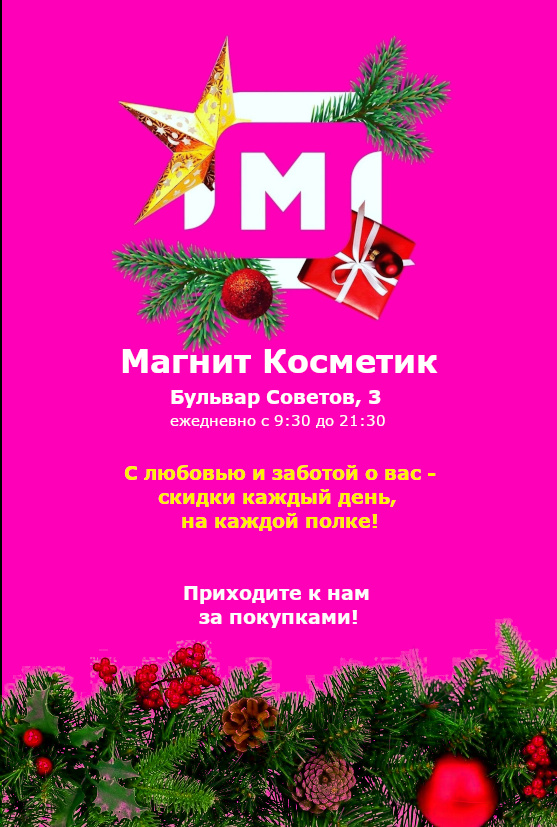 М
Магнит Косметик
Бульвар Советов, 3
ежедневно с 9:30 до 21:30
С любовью и заботой о вас -
скидки каждый день,
на каждой полке!
Приходите к нам
за покупками!